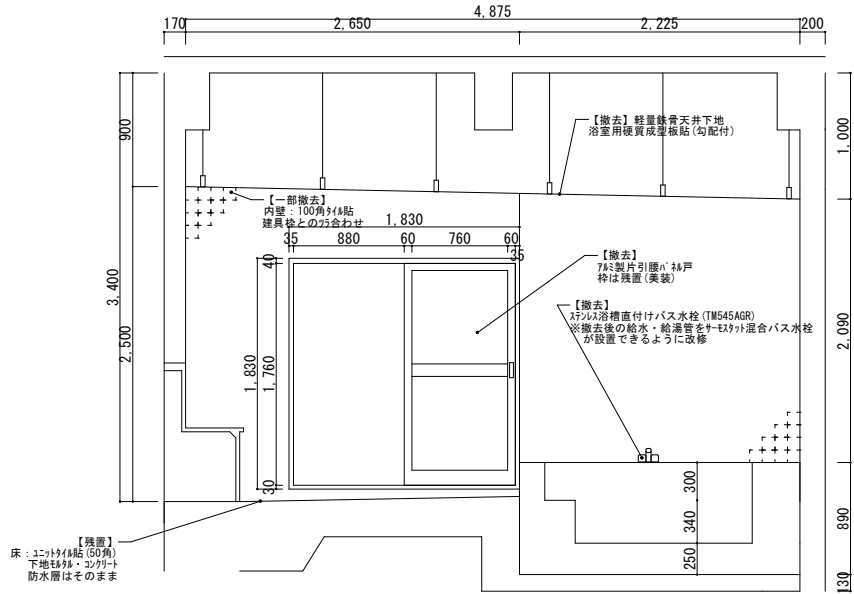 4,875
170
2,650
2,225
200
900
1,000
【撤去】軽量鉄骨天井下地
浴室用硬質成型板貼(勾配付)
【一部撤去】
内壁：100角ﾀｲﾙ貼
建具枠とのﾂﾗ合わせ
1,830
35
880
60
760
60
35
40
【撤去】
ｱﾙﾐ製片引腰ﾊﾟﾈﾙ戸
枠は残置(美装)
3,400
2,500
【撤去】
ｽﾃﾝﾚｽ浴槽直付けバス水栓(TM545AGR)
※撤去後の給水・給湯管をｻｰﾓｽﾀｯﾄ混合バス水栓
が設置できるように改修
2,090
1,830
1,760
30
300
340
250
890
130
【残置】
床：ﾕﾆｯﾄﾀｲﾙ貼(50角)
下地ﾓﾙﾀﾙ・ｺﾝｸﾘｰﾄ
防水層はそのまま